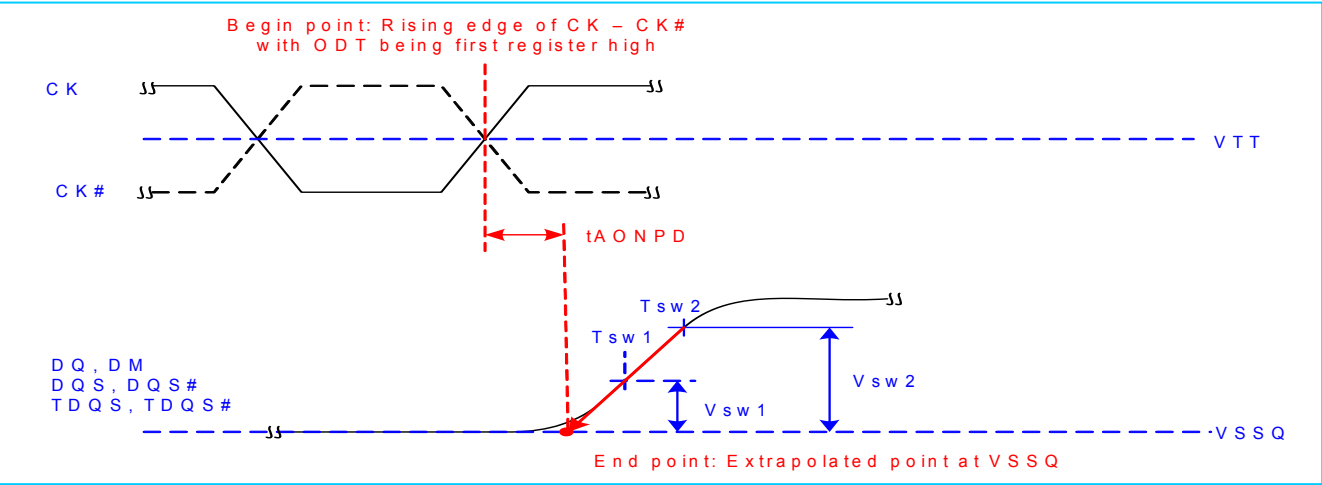 Begin point: Rising edge of CK – CK#
with ODT being first register high
CK
VTT
CK#
tAONPD
Tsw2
Tsw1
DQ, DM
DQS, DQS#
TDQS, TDQS#
Vsw2
Vsw1
VSSQ
End point: Extrapolated point at VSSQ